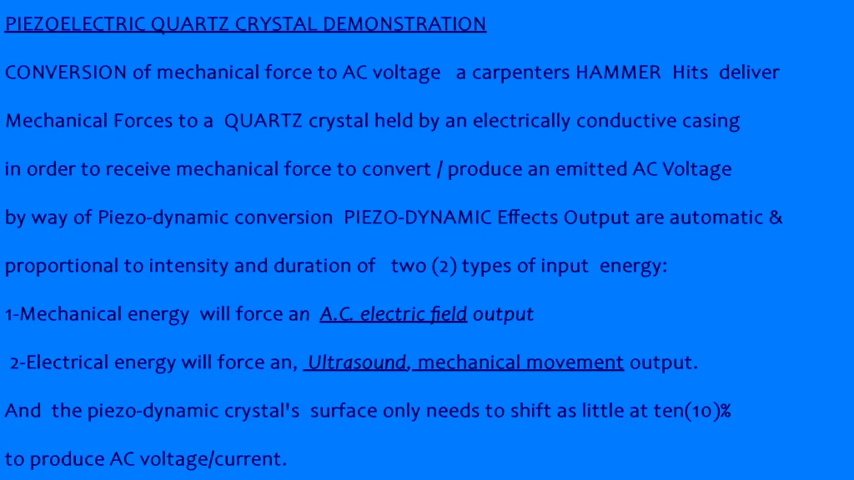 PIEZOELECTRIC QUARTZ CRYSTAL DEMONSTRATION
CONVERSION of mechanical force to AC voltage a carpenters HAMMER Hits deliver
Mechanical Forces to a QUARTZ crystal held by an electrically conductive casing
in order to receive mechanical force to convert / produce an emitted AC Voltage
by way of Piezo-dynamic conversion PIEZO-DYNAMIC Effects Output are automatic &
proportional to intensity and duration of two (2) types of input energy:
1-Mechanical energy will force an A.C. electric field output
2-Electrical energy will force an, Ultrasound, mechanical movement output.
And the piezo-dynamic crystal's surface only needs to shift as little at ten(10)%
to produce AC voltage/current.